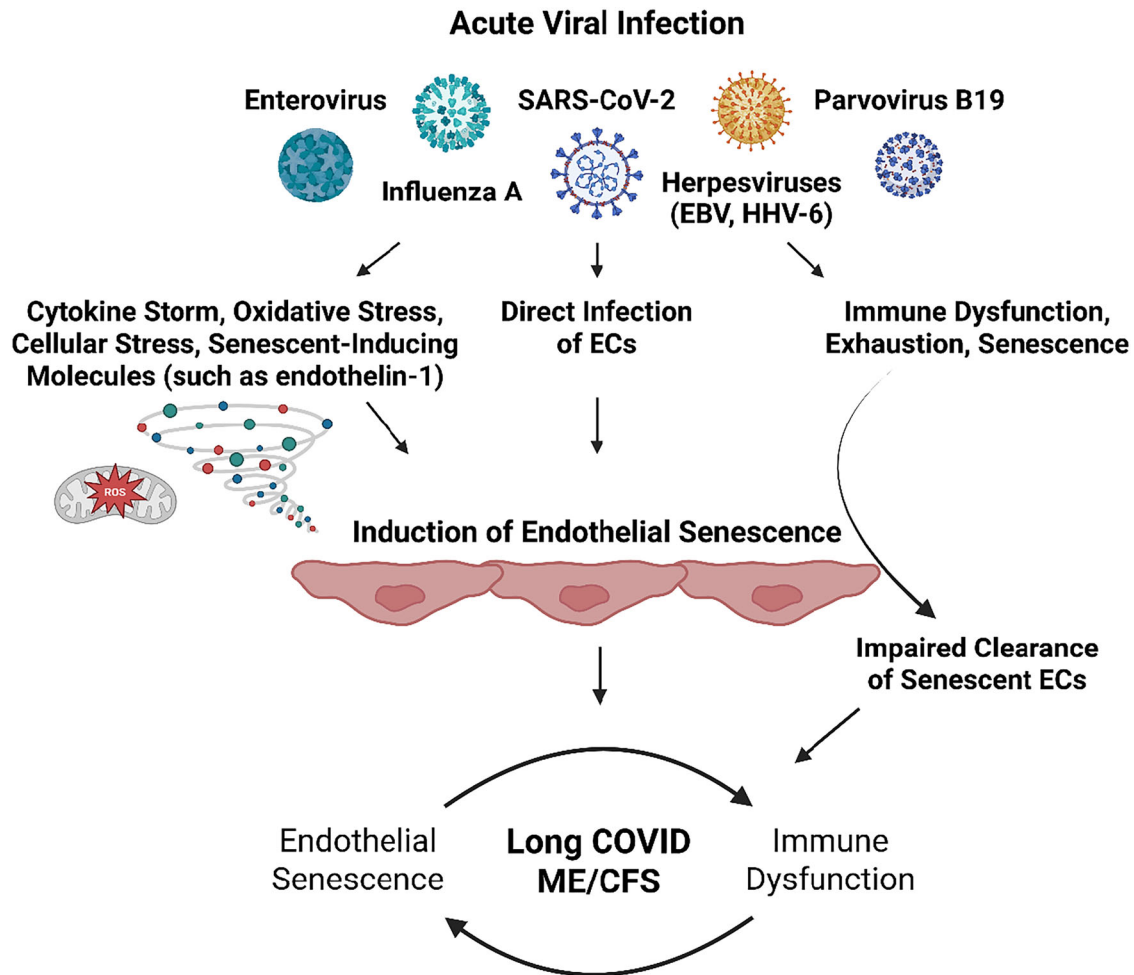 Acute Viral Infection
Enterovirus
SARS-CoV-2
Parvovirus B19
Influenza A
Herpesviruses
(EBV, HHV-6)
Cytokine Storm, Oxidative Stress,
Cellular Stress, Senescent-Inducing
Molecules (such as endothelin-1)
Direct Infection
of ECs
Immune Dysfunction,
Exhaustion, Senescence
ROS
Induction of Endothelial Senescence
Impaired Clearance
of Senescent ECs
Endothelial
Senescence
Long COVID
ME/CFS
Immune
Dysfunction